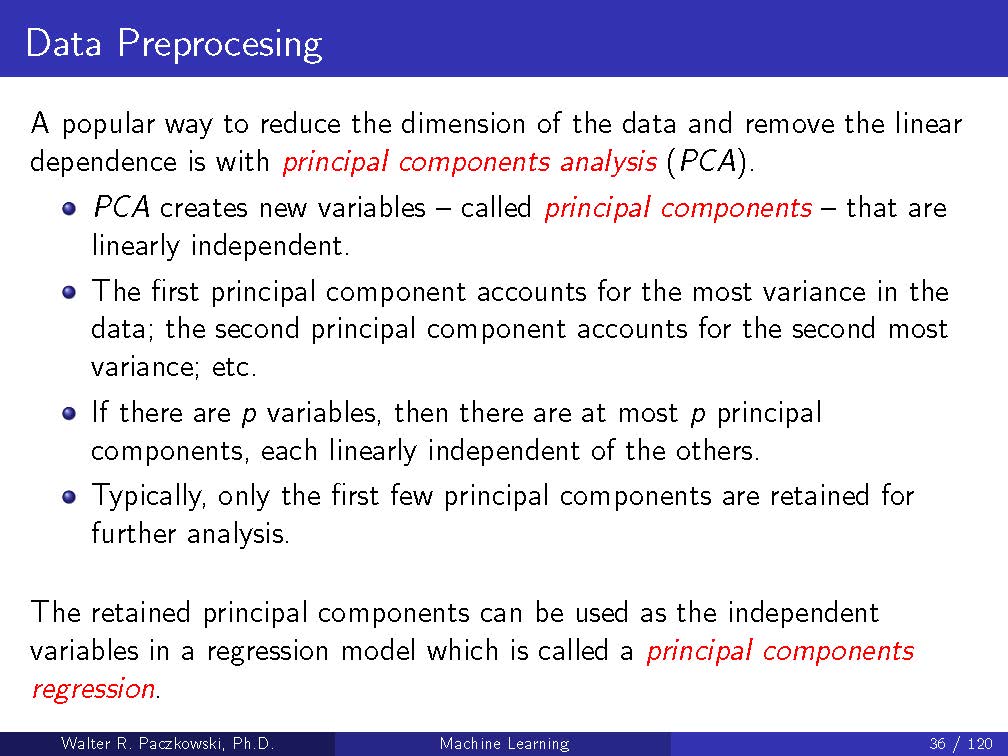 Data Preprocesing
A popular way to reduce the dimension of the data and remove the linear
dependence is with principal components analysis (PCA).
PCA creates new variables – called principal components – that are
linearly independent.
The first principal component accounts for the most variance in the
data; the second principal component accounts for the second most
variance; etc.
If there are p variables, then there are at most p principal
components, each linearly independent of the others.
Typically, only the first few principal components are retained for
further analysis.
The retained principal components can be used as the independent
variables in a regression model which is called a principal components
regression.
Walter R. Paczkowski, Ph.D. Machine Learning 36 / 120